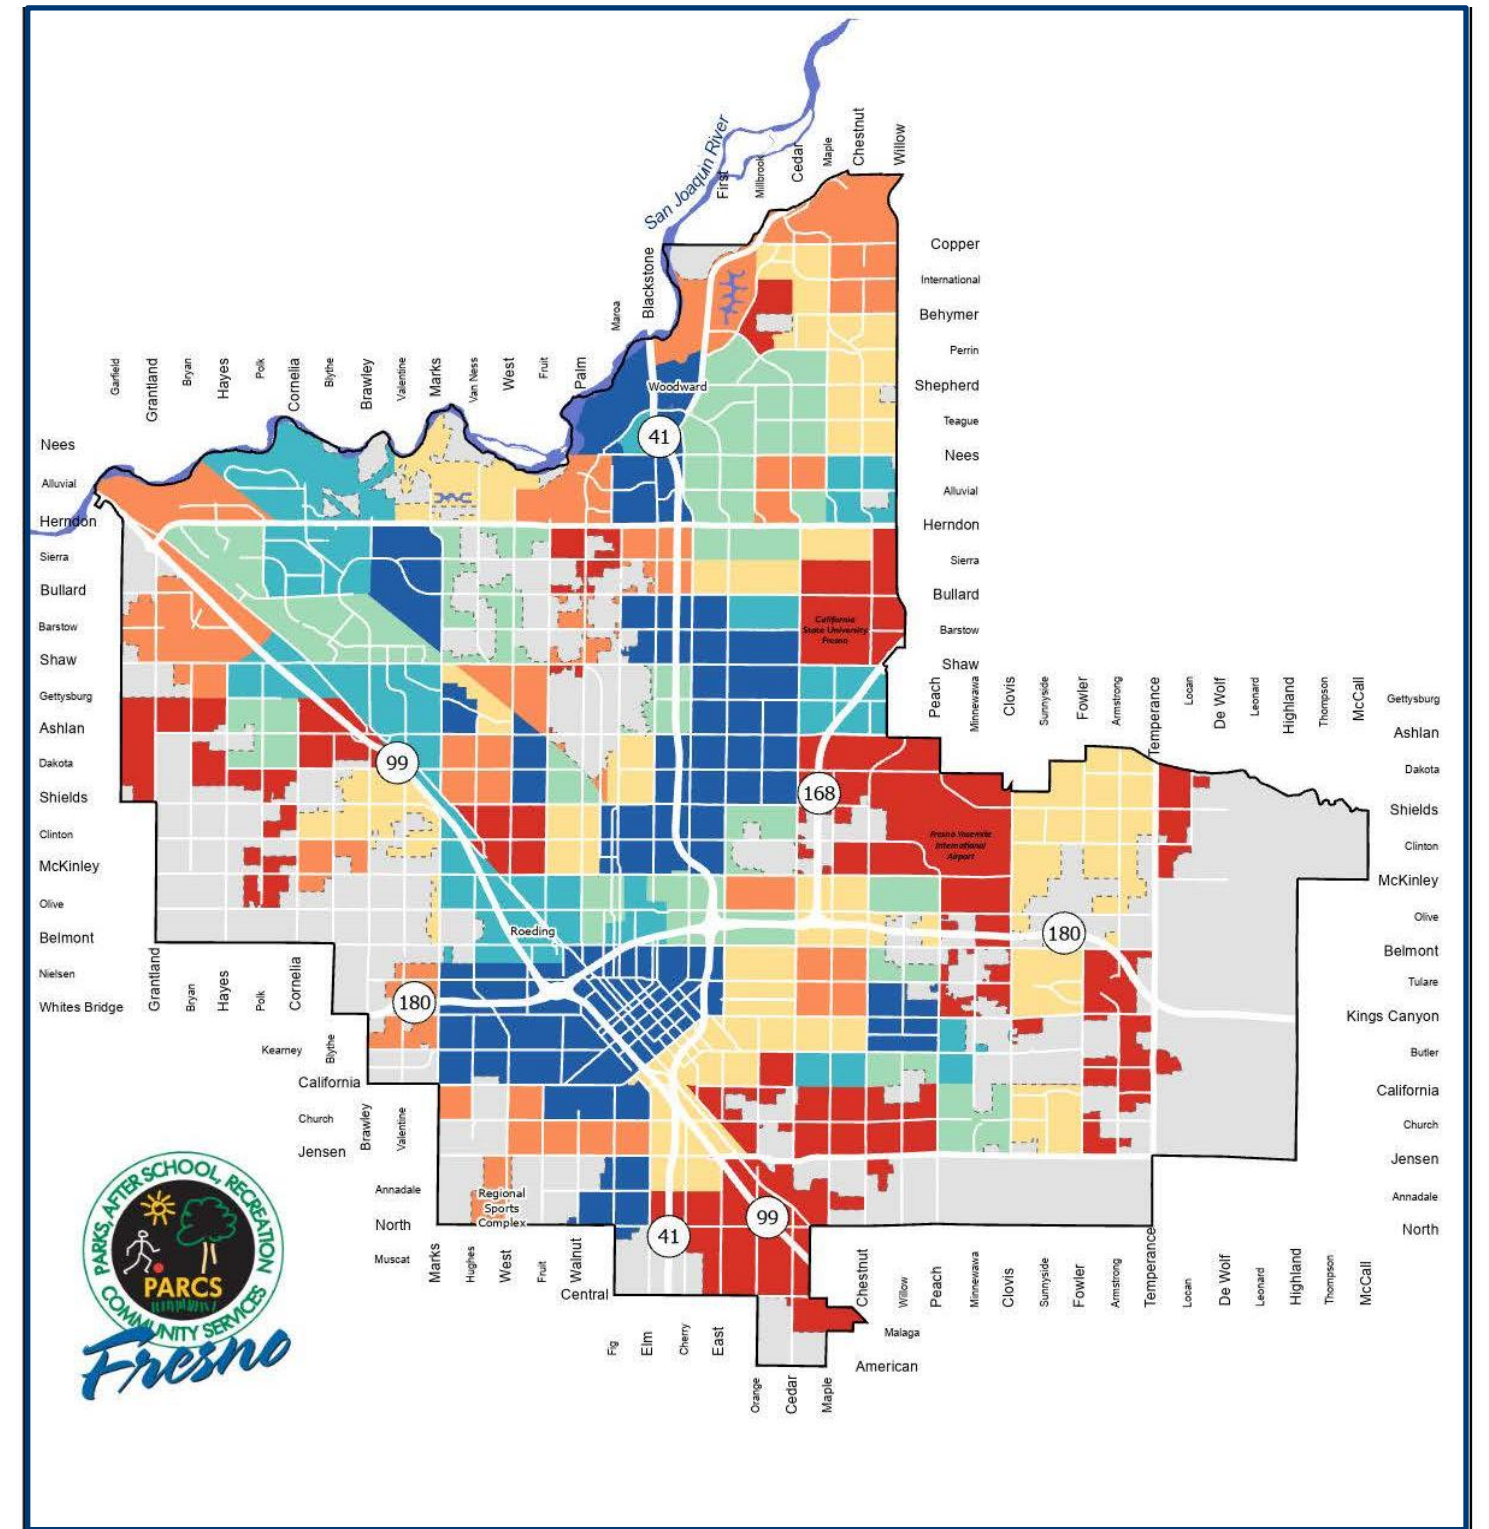 San Joaquin River
First
Millbrook
Cedar
Maple
Chestnut
Willow
Maroa
Blackstone
Garfield
Grantland
Bryan
Hayes
Polk
Cornelia
Blythe
Brawley
Valentine
Marks
Van Ness
West
Fruit
Palm
Copper
International
Behymer
Perrin
Shepherd
Teague
Nees
Alluvial
Herndon
Sierra
Bullard
Barstow
Shaw
Nees
Alluvial
Herndon
Sierra
Bullard
Barstow
Shaw
Gettysburg
Ashlan
Dakota
Shields
Clinton
McKinley
Olive
Belmont
Nielsen
Whites Bridge
Woodward
41
California
State University
Fresno
Peach
Minnewawa
Clovis
Sunnyside
Fowler
Armstrong
Temperance
Locan
De Wolf
Leonard
Highland
Thompson
McCall
Gettysburg
Ashlan
Dakota
Shields
Clinton
McKinley
Olive
Belmont
Tulare
Kings Canyon
Butler
California
Church
Jensen
Annadale
North
99
168
Fresno Yosemite
International
Airport
Roeding
180
180
Grantland
Bryan
Hayes
Polk
Cornelia
Kearney
Blythe
California
Church
Jensen
Brawley
Valentine
Annadale
North
Muscat
Regional
Sports
Complex
41
99
Marks
Hughes
West
Fruit
Walnut
Central
Fig
Elm
Cherry
East
Orange
Cedar
Maple
Chestnut
Willow
Peach
Minnewawa
Clovis
Sunnyside
Fowler
Armstrong
Temperance
Locan
De Wolf
Leonard
Highland
Thompson
McCall
Malaga
American
PARKS, AFTER SCHOOL, RECREATION
PARCS
COMMUNITY SERVICES
Fresno